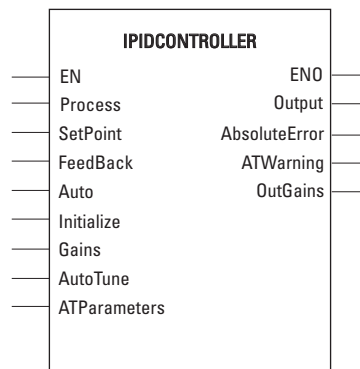 IPIDCONTROLLER
EN ENO
Process Output
SetPoint AbsoluteError
FeedBack ATWarning
Auto OutGains
Initialize
Gains
AutoTune
ATParameters